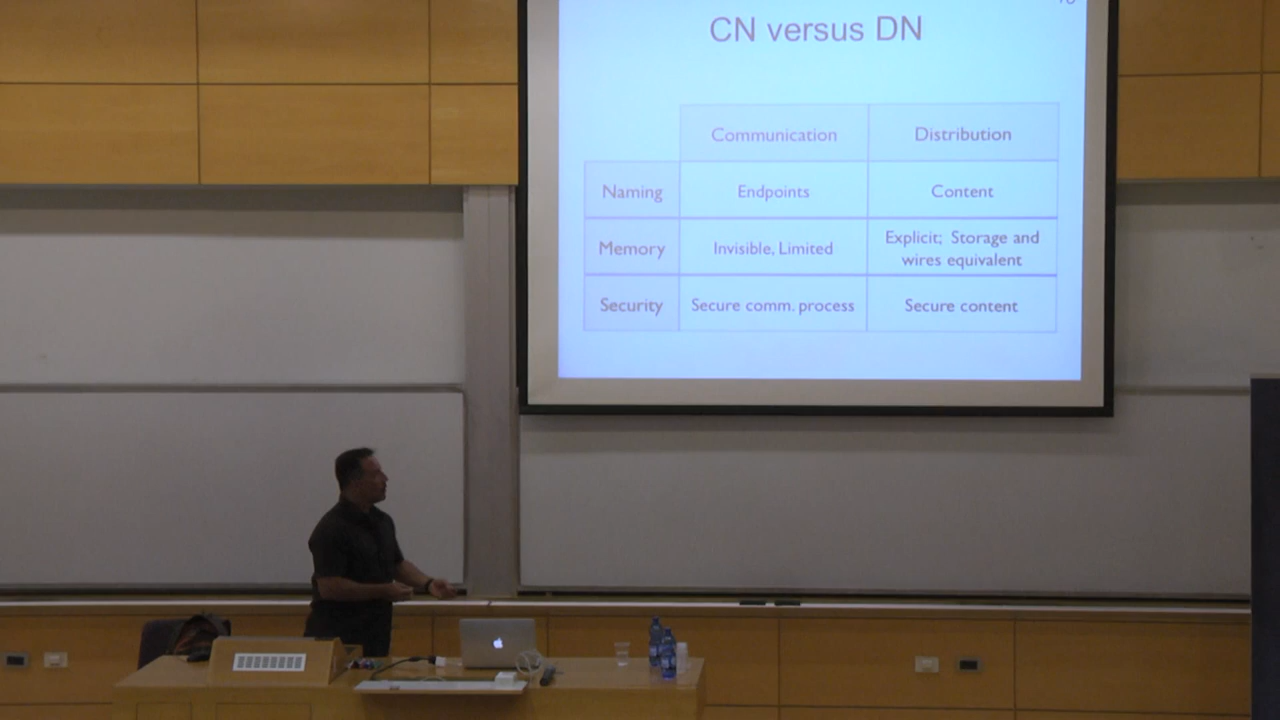 CN versus DN
Communication Distribution
Naming Endpoints Content
Memory Invisible, Limited Explicit; Storage and
wires equivalent
Security Secure comm. process Secure content